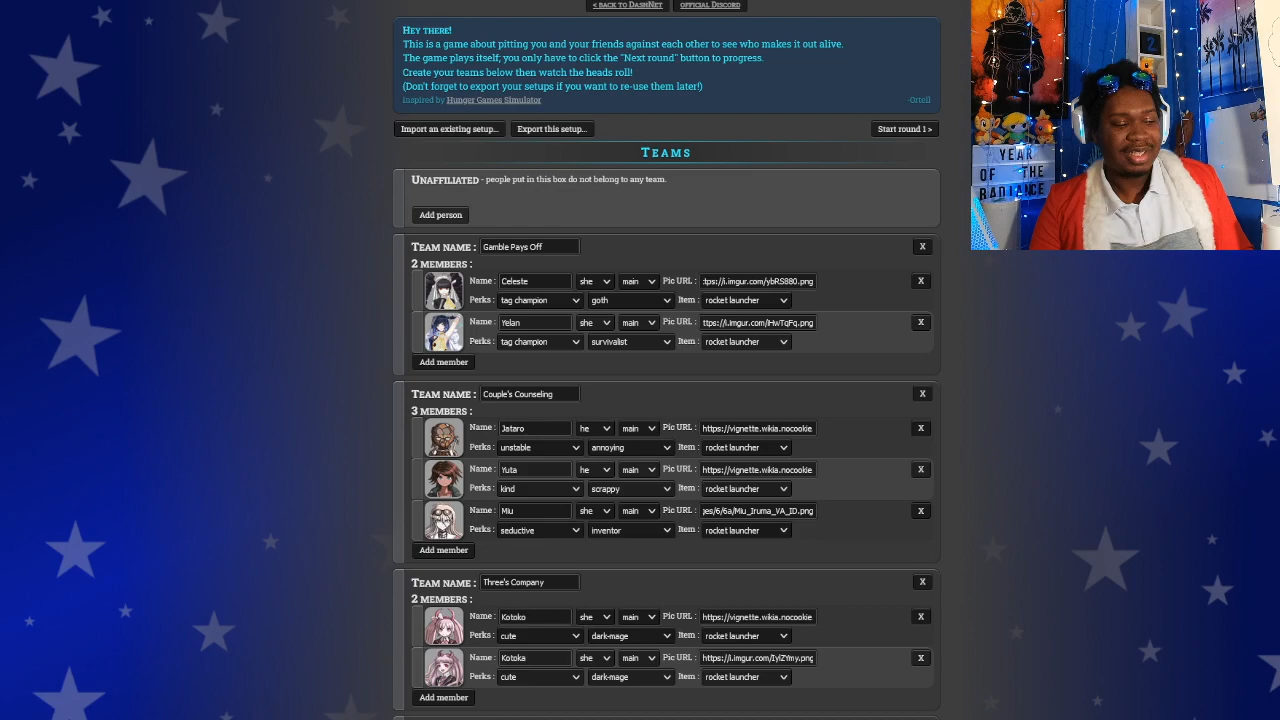 < BACK TO DASHNET OFFICIAL DISCORD
HEY THERE!
This is a game about pitting you and your friends against each other to see who makes it out alive.
The game plays itself; you only have to click the "Next round" button to progress.
Create your teams below then watch the heads roll!
(Don't forget to export your setups if you want to re-use them later!)
Inspired by Hunger Games Simulator -Orteil
Import an existing setup... Export this setup... Start round 1 >
TEAMS
UNAFFILIATED - people put in this box do not belong to any team.
Add person
TEAM NAME : Gamble Pays Off X
2 MEMBERS :
Name : Celeste she main Pic URL : :tps://i.imgur.com/ybRS880.png X
Perks : tag champion goth Item : rocket launcher
Name : Yelan she main Pic URL : ttps://i.imgur.com/HwTqFq.png X
Perks : tag champion survivalist Item : rocket launcher
Add member
TEAM NAME : Couple's Counseling X
3 MEMBERS :
Name : Jataro he main Pic URL : https://vignette.wikia.nocookie X
Perks : unstable annoying Item : rocket launcher
Name : Yuta he main Pic URL : https://vignette.wikia.nocookie X
Perks : kind scrappy Item : rocket launcher
Name : Miu she main Pic URL : ges/6/6a/Miu_Iruma_VA_ID.png X
Perks : seductive inventor Item : rocket launcher
Add member
TEAM NAME : Three's Company X
2 MEMBERS :
Name : Kotoko she main Pic URL : https://vignette.wikia.nocookie X
Perks : cute dark-mage Item : rocket launcher
Name : Kotoka she main Pic URL : https://i.imgur.com/IylZYmy.png X
Perks : cute dark-mage Item : rocket launcher
Add member
YEAR
OF THE
RADIANCE
2